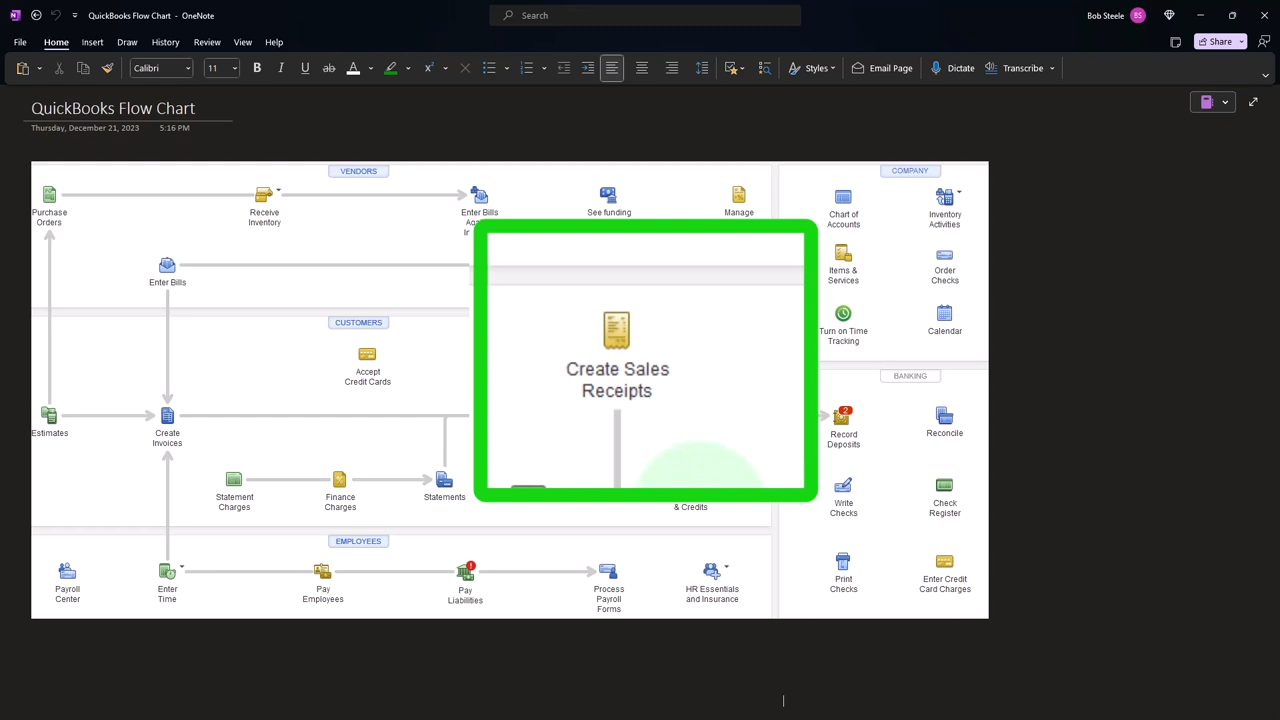 QuickBooks Flow Chart - OneNote
Search
Bob Steele
BS
File Home Insert Draw History Review View Help
Share
Calibri 11
B I U ab A
Styles
Email Page
Dictate
Transcribe
QuickBooks Flow Chart
Thursday, December 21, 2023 5:16 PM
VENDORS
Purchase
Orders
Receive
Inventory
Enter Bills
See funding
Manage
Enter Bills
CUSTOMERS
Accept
Credit Cards
Create Sales
Receipts
Estimates
Create
Invoices
Statement
Charges
Finance
Charges
Statements
& Credits
EMPLOYEES
Payroll
Center
Enter
Time
Pay
Employees
Pay
Liabilities
Process
Payroll
Forms
HR Essentials
and Insurance
COMPANY
Chart of
Accounts
Inventory
Activities
Items &
Services
Order
Checks
Turn on Time
Tracking
Calendar
BANKING
2
Record
Deposits
Reconcile
Write
Checks
Check
Register
Print
Checks
Enter Credit
Card Charges